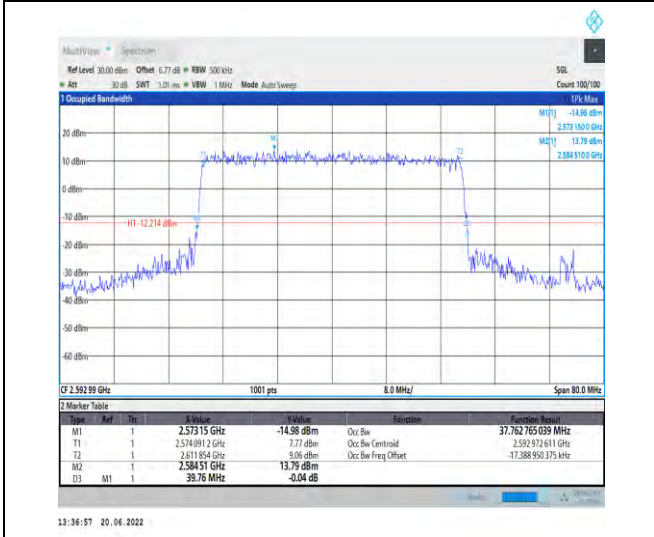 MultiView Spectrum
Ref Level 30.00 dBm Offset 6.77 dB RBW 500 kHz SGL
Att 30 dB SWT 1.01 ms VBW 1 MHz Mode Auto Sweep Count 100/100
1 Occupied Bandwidth 1Pk Max
M1[1] -14.98 dBm
2.573 150 0 GHz
M2[1] 13.79 dBm
2.584 510 0 GHz
20 dBm
M2
T1 T2
10 dBm
0 dBm
-10 dBm
H1 -12.214 dBm
-20 dBm
-30 dBm
-40 dBm
-50 dBm
-60 dBm
CF 2.592 99 GHz 1001 pts 8.0 MHz/ Span 80.0 MHz
2 Marker Table
Type Ref Trc X-Value Y-Value Function Function Result
M1 1 2.573 15 GHz -14.98 dBm Occ Bw 37.762 765 039 MHz
T1 1 2.574 091 2 GHz 7.77 dBm Occ Bw Centroid 2.592 972 611 GHz
T2 1 2.611 854 GHz 9.06 dBm Occ Bw Freq Offset -17.388 950 375 kHz
M2 1 2.584 51 GHz 13.79 dBm
D3 M1 1 39.76 MHz -0.04 dB
13:36:57 20.06.2022